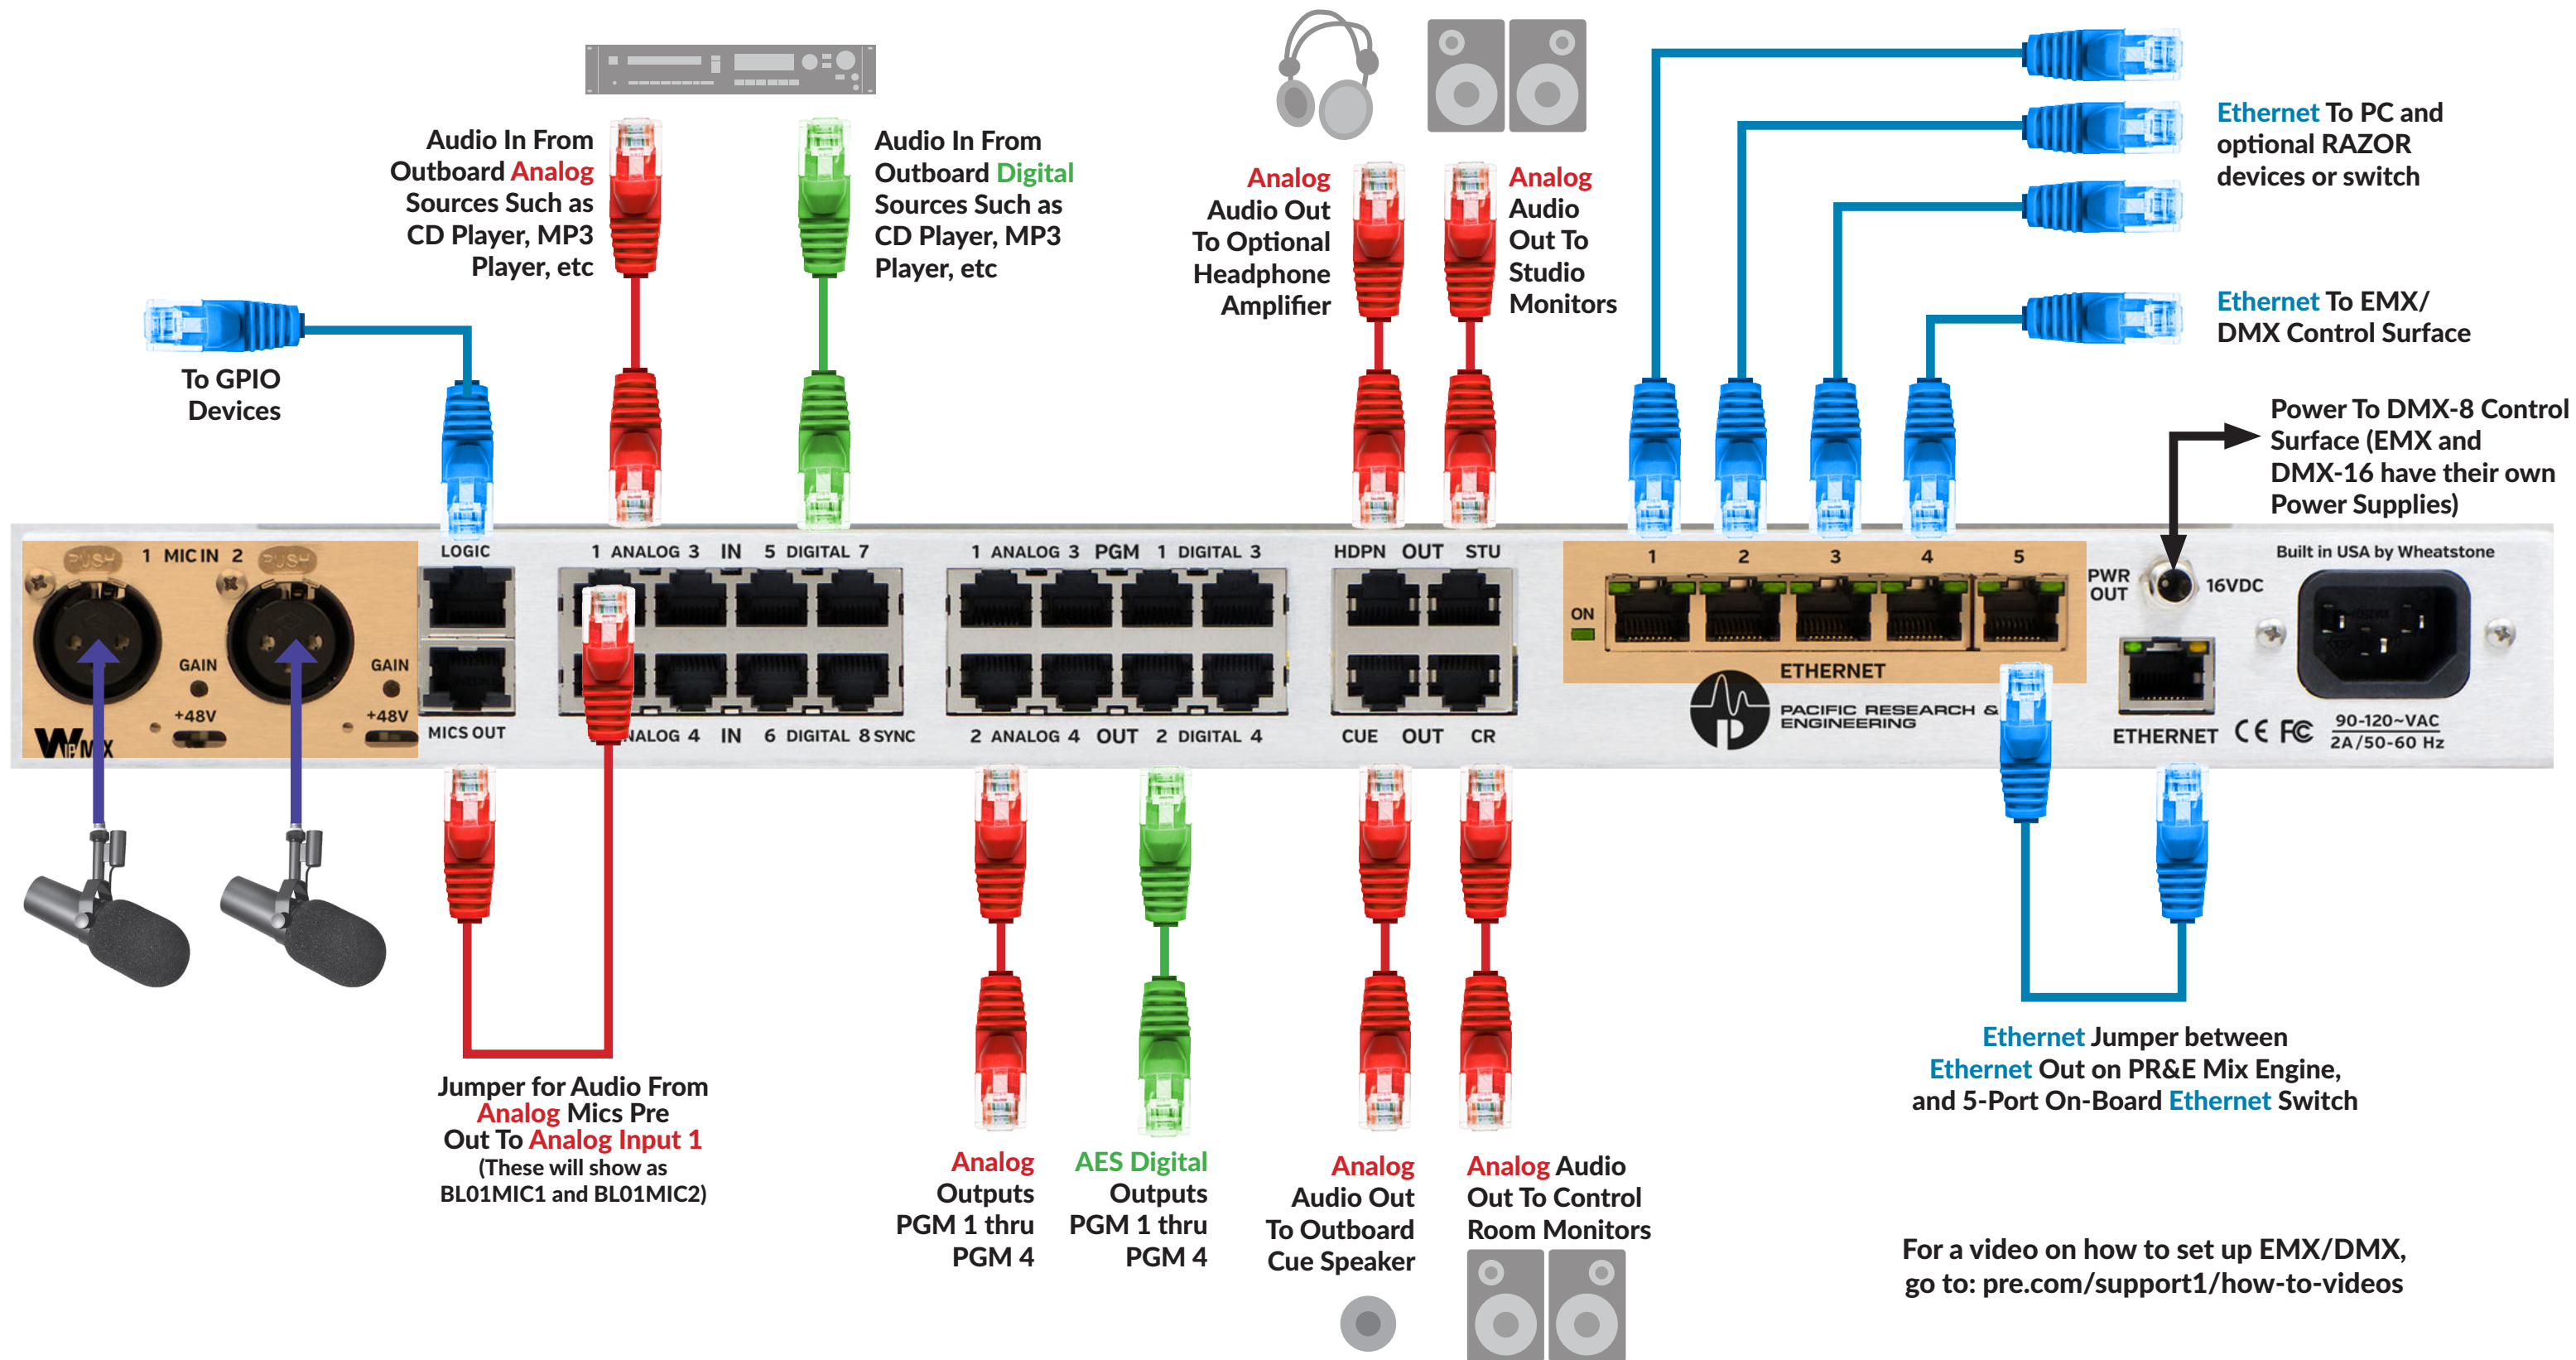 Audio In From
Outboard Analog
Sources Such as
CD Player, MP3
Player, etc
Audio In From
Outboard Digital
Sources Such as
CD Player, MP3
Player, etc
Analog
Audio Out
To Optional
Headphone
Amplifier
Analog
Audio
Out To
Studio
Monitors
Ethernet To PC and
optional RAZOR
devices or switch
Ethernet To EMX/
DMX Control Surface
To GPIO
Devices
Power To DMX-8 Control
Surface (EMX and
DMX-16 have their own
Power Supplies)
PUSH 1 MIC IN 2 PUSH
LOGIC
1 ANALOG 3 IN 5 DIGITAL 7
1 ANALOG 3 PGM 1 DIGITAL 3
HDPN OUT STU
1 2 3 4 5
Built in USA by Wheatstone
PWR
OUT
16VDC
ON
GAIN
GAIN
+48V
+48V
ETHERNET
PACIFIC RESEARCH &
ENGINEERING
MICS OUT
NALOG 4 IN 6 DIGITAL 8 SYNC
2 ANALOG 4 OUT 2 DIGITAL 4
CUE OUT CR
ETHERNET CE FC
90-120~VAC
2A/50-60 Hz
Jumper for Audio From
Analog Mics Pre
Out To Analog Input 1
(These will show as
BL01MIC1 and BL01MIC2)
Analog
Outputs
PGM 1 thru
PGM 4
AES Digital
Outputs
PGM 1 thru
PGM 4
Analog
Audio Out
To Outboard
Cue Speaker
Analog Audio
Out To Control
Room Monitors
Ethernet Jumper between
Ethernet Out on PR&E Mix Engine,
and 5-Port On-Board Ethernet Switch
For a video on how to set up EMX/DMX,
go to: pre.com/support1/how-to-videos